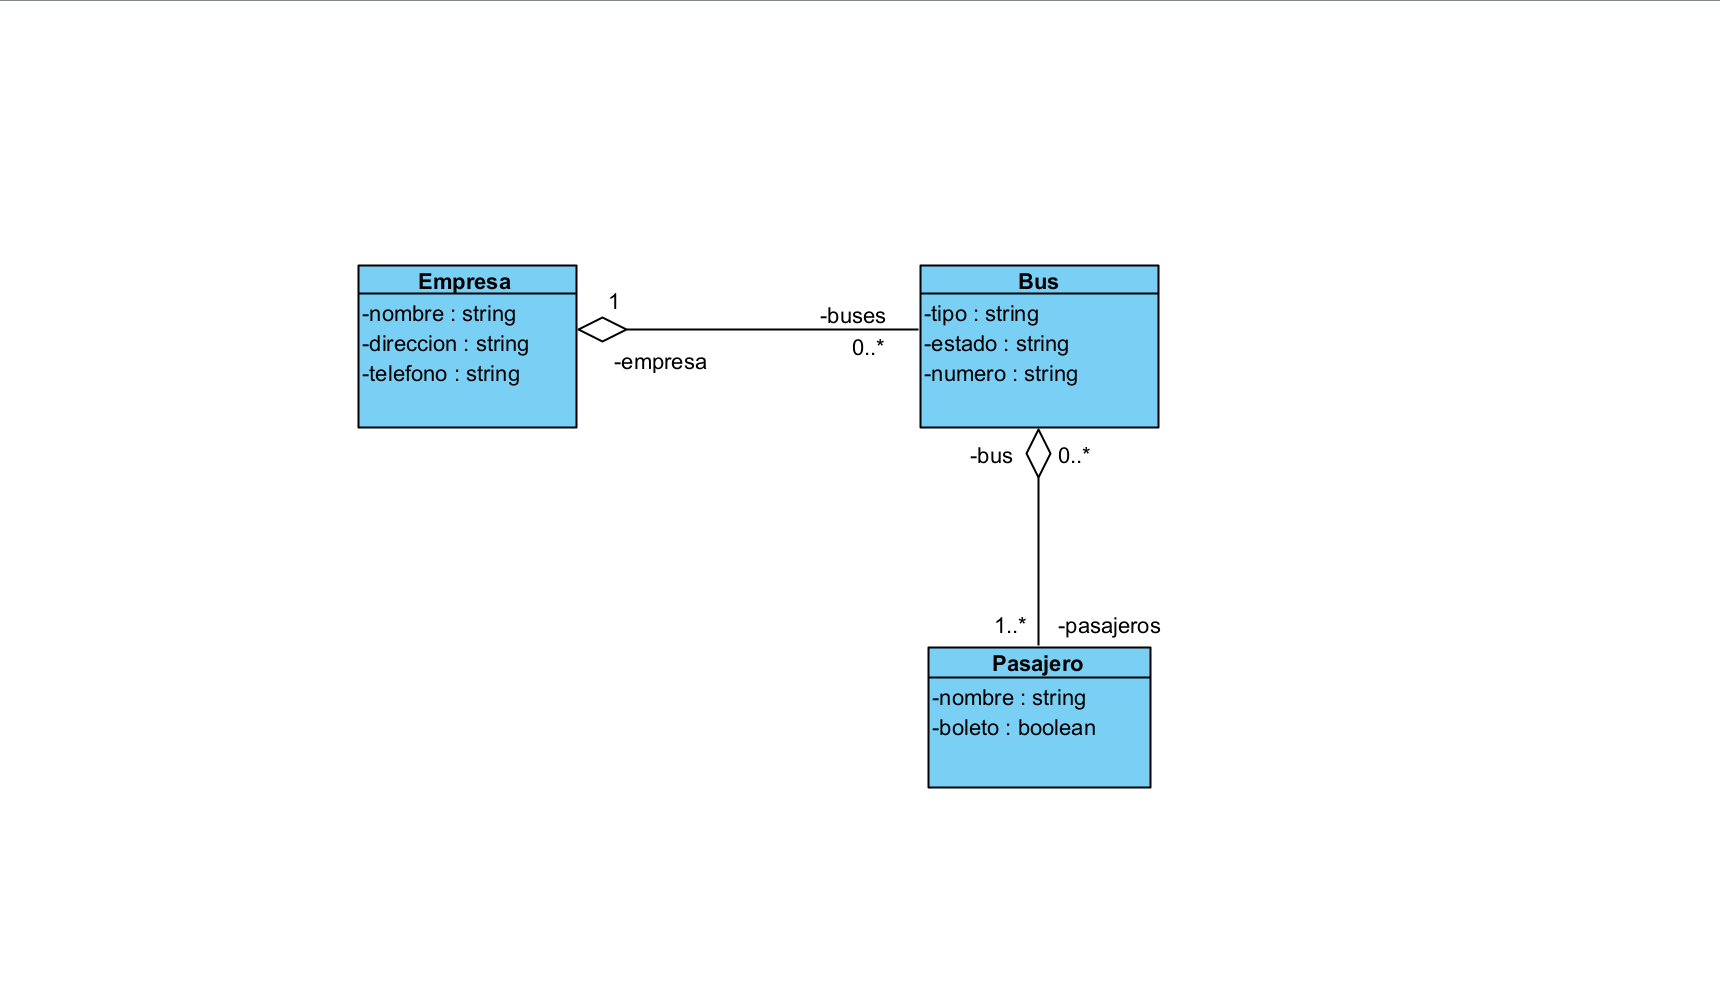 Empresa
-nombre : string
-direccion : string
-telefono : string
1
-empresa
-buses
0..*
Bus
-tipo : string
-estado : string
-numero : string
-bus
0..*
1..*
-pasajeros
Pasajero
-nombre : string
-boleto : boolean